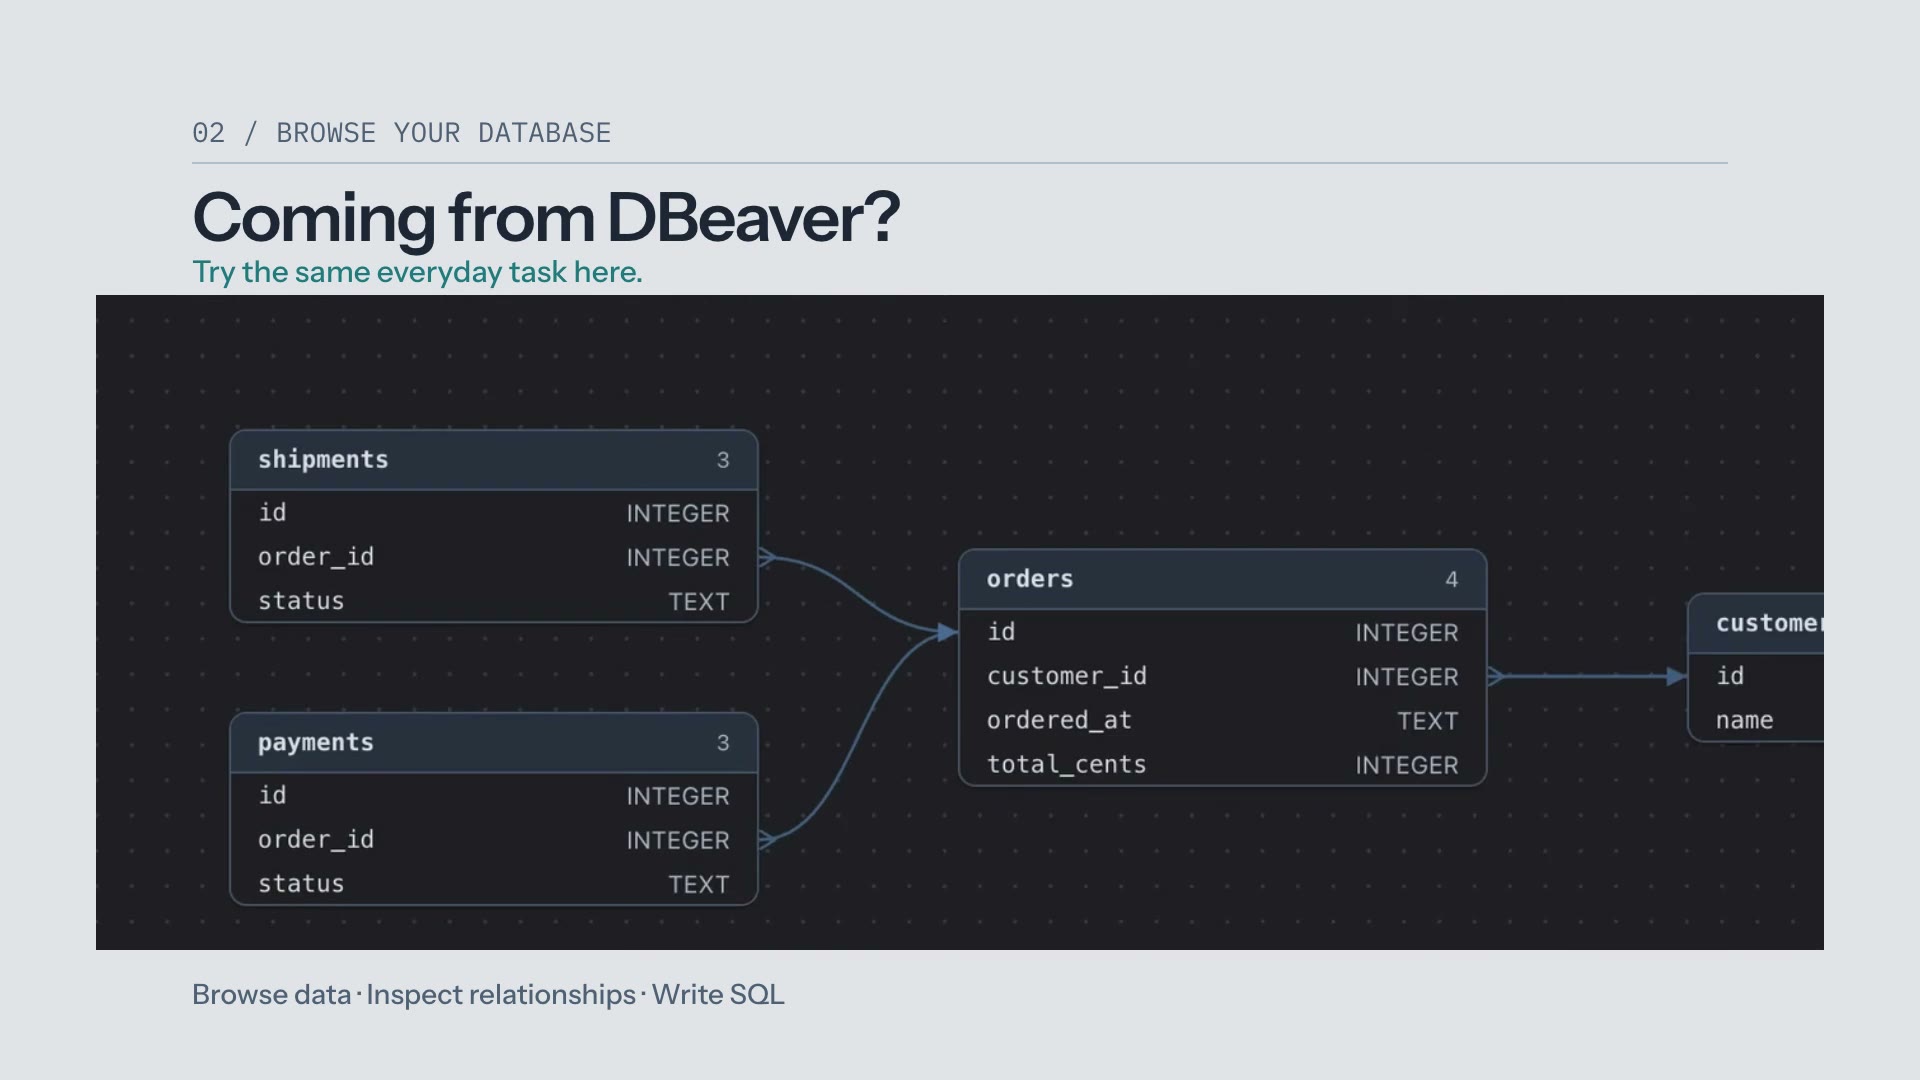 02 / BROWSE YOUR DATABASE
Coming from DBeaver?
Try the same everyday task here.
shipments 3
id INTEGER
order_id INTEGER
status TEXT
payments 3
id INTEGER
order_id INTEGER
status TEXT
orders 4
id INTEGER
customer_id INTEGER
ordered_at TEXT
total_cents INTEGER
customer
id
name
Browse data · Inspect relationships · Write SQL